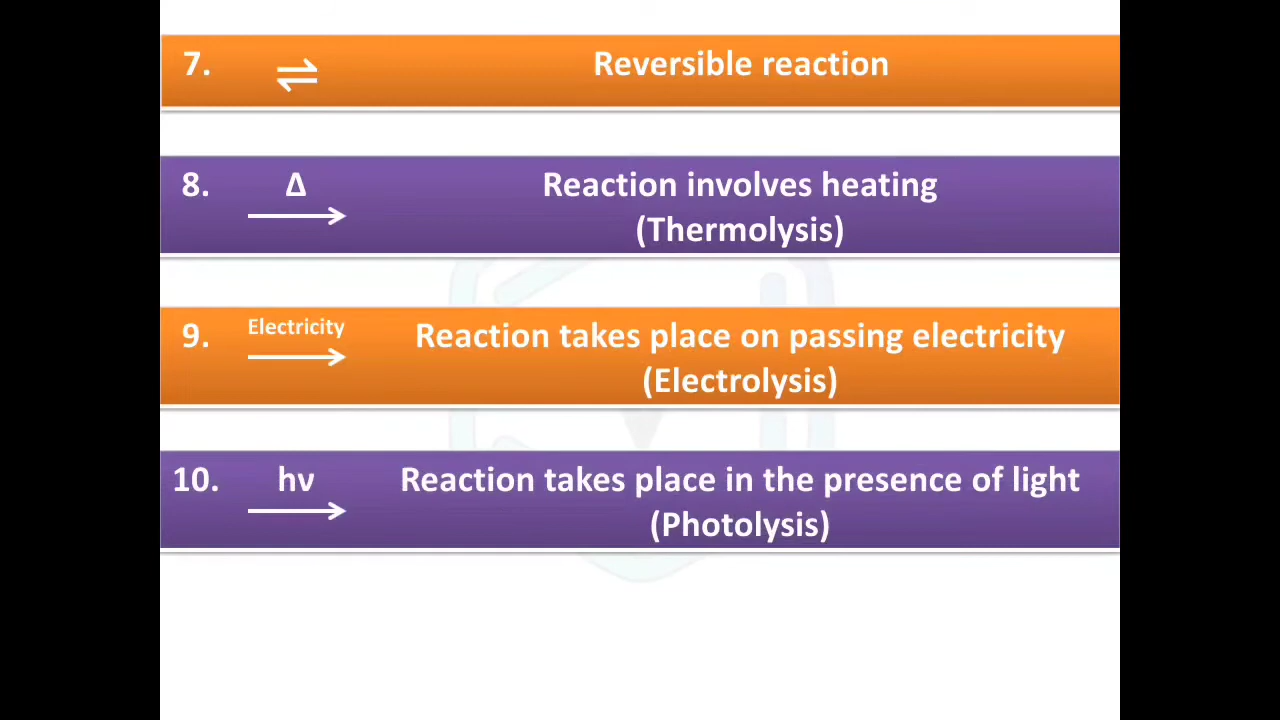 7. ⇌ Reversible reaction
8. Δ Reaction involves heating
(Thermolysis)
9. Electricity Reaction takes place on passing electricity
(Electrolysis)
10. hν Reaction takes place in the presence of light
(Photolysis)